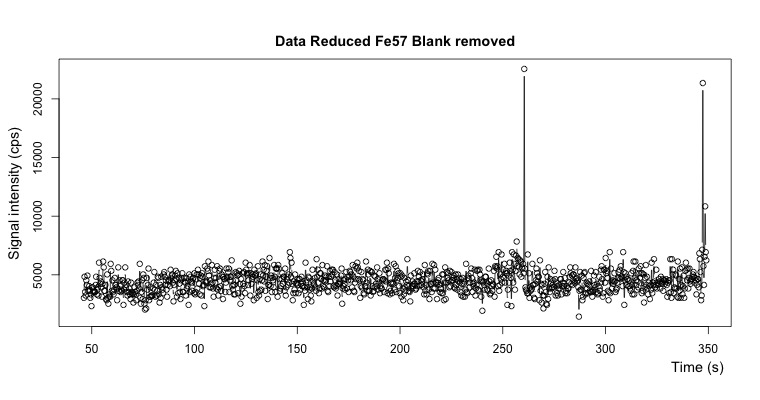 Data Reduced Fe57 Blank removed
Signal intensity (cps)
20000
15000
10000
5000
50 100 150 200 250 300 350
Time (s)